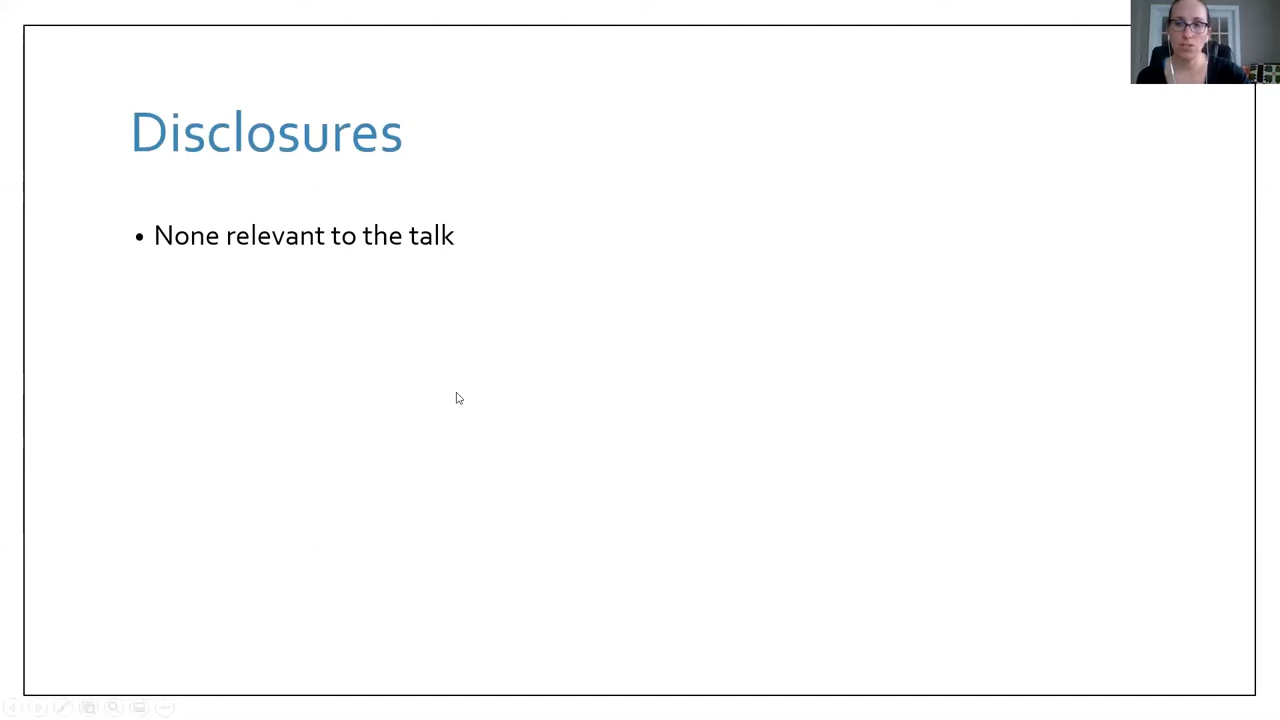 Disclosures
• None relevant to the talk